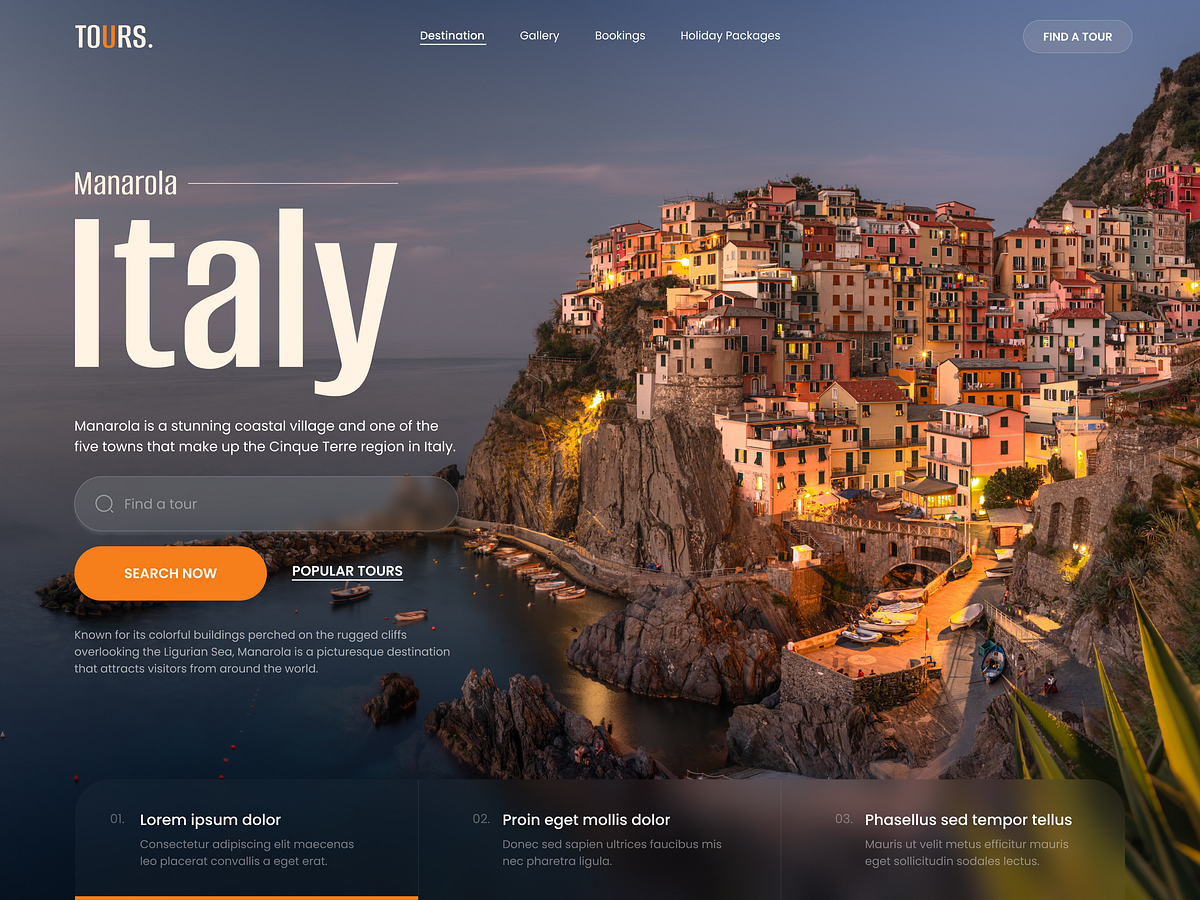 TOURS.
Destination
Gallery
Bookings
Holiday Packages
FIND A TOUR
Manarola
Italy
Manarola is a stunning coastal village and one of the
five towns that make up the Cinque Terre region in Italy.
Find a tour
SEARCH NOW
POPULAR TOURS
Known for its colorful buildings perched on the rugged cliffs
overlooking the Ligurian Sea, Manarola is a picturesque destination
that attracts visitors from around the world.
01.
Lorem ipsum dolor
Consectetur adipiscing elit maecenas
leo placerat convallis a eget erat.
02.
Proin eget mollis dolor
Donec sed sapien ultrices faucibus mis
nec pharetra ligula.
03.
Phasellus sed tempor tellus
Mauris ut velit metus efficitur mauris
eget sollicitudin sodales lectus.